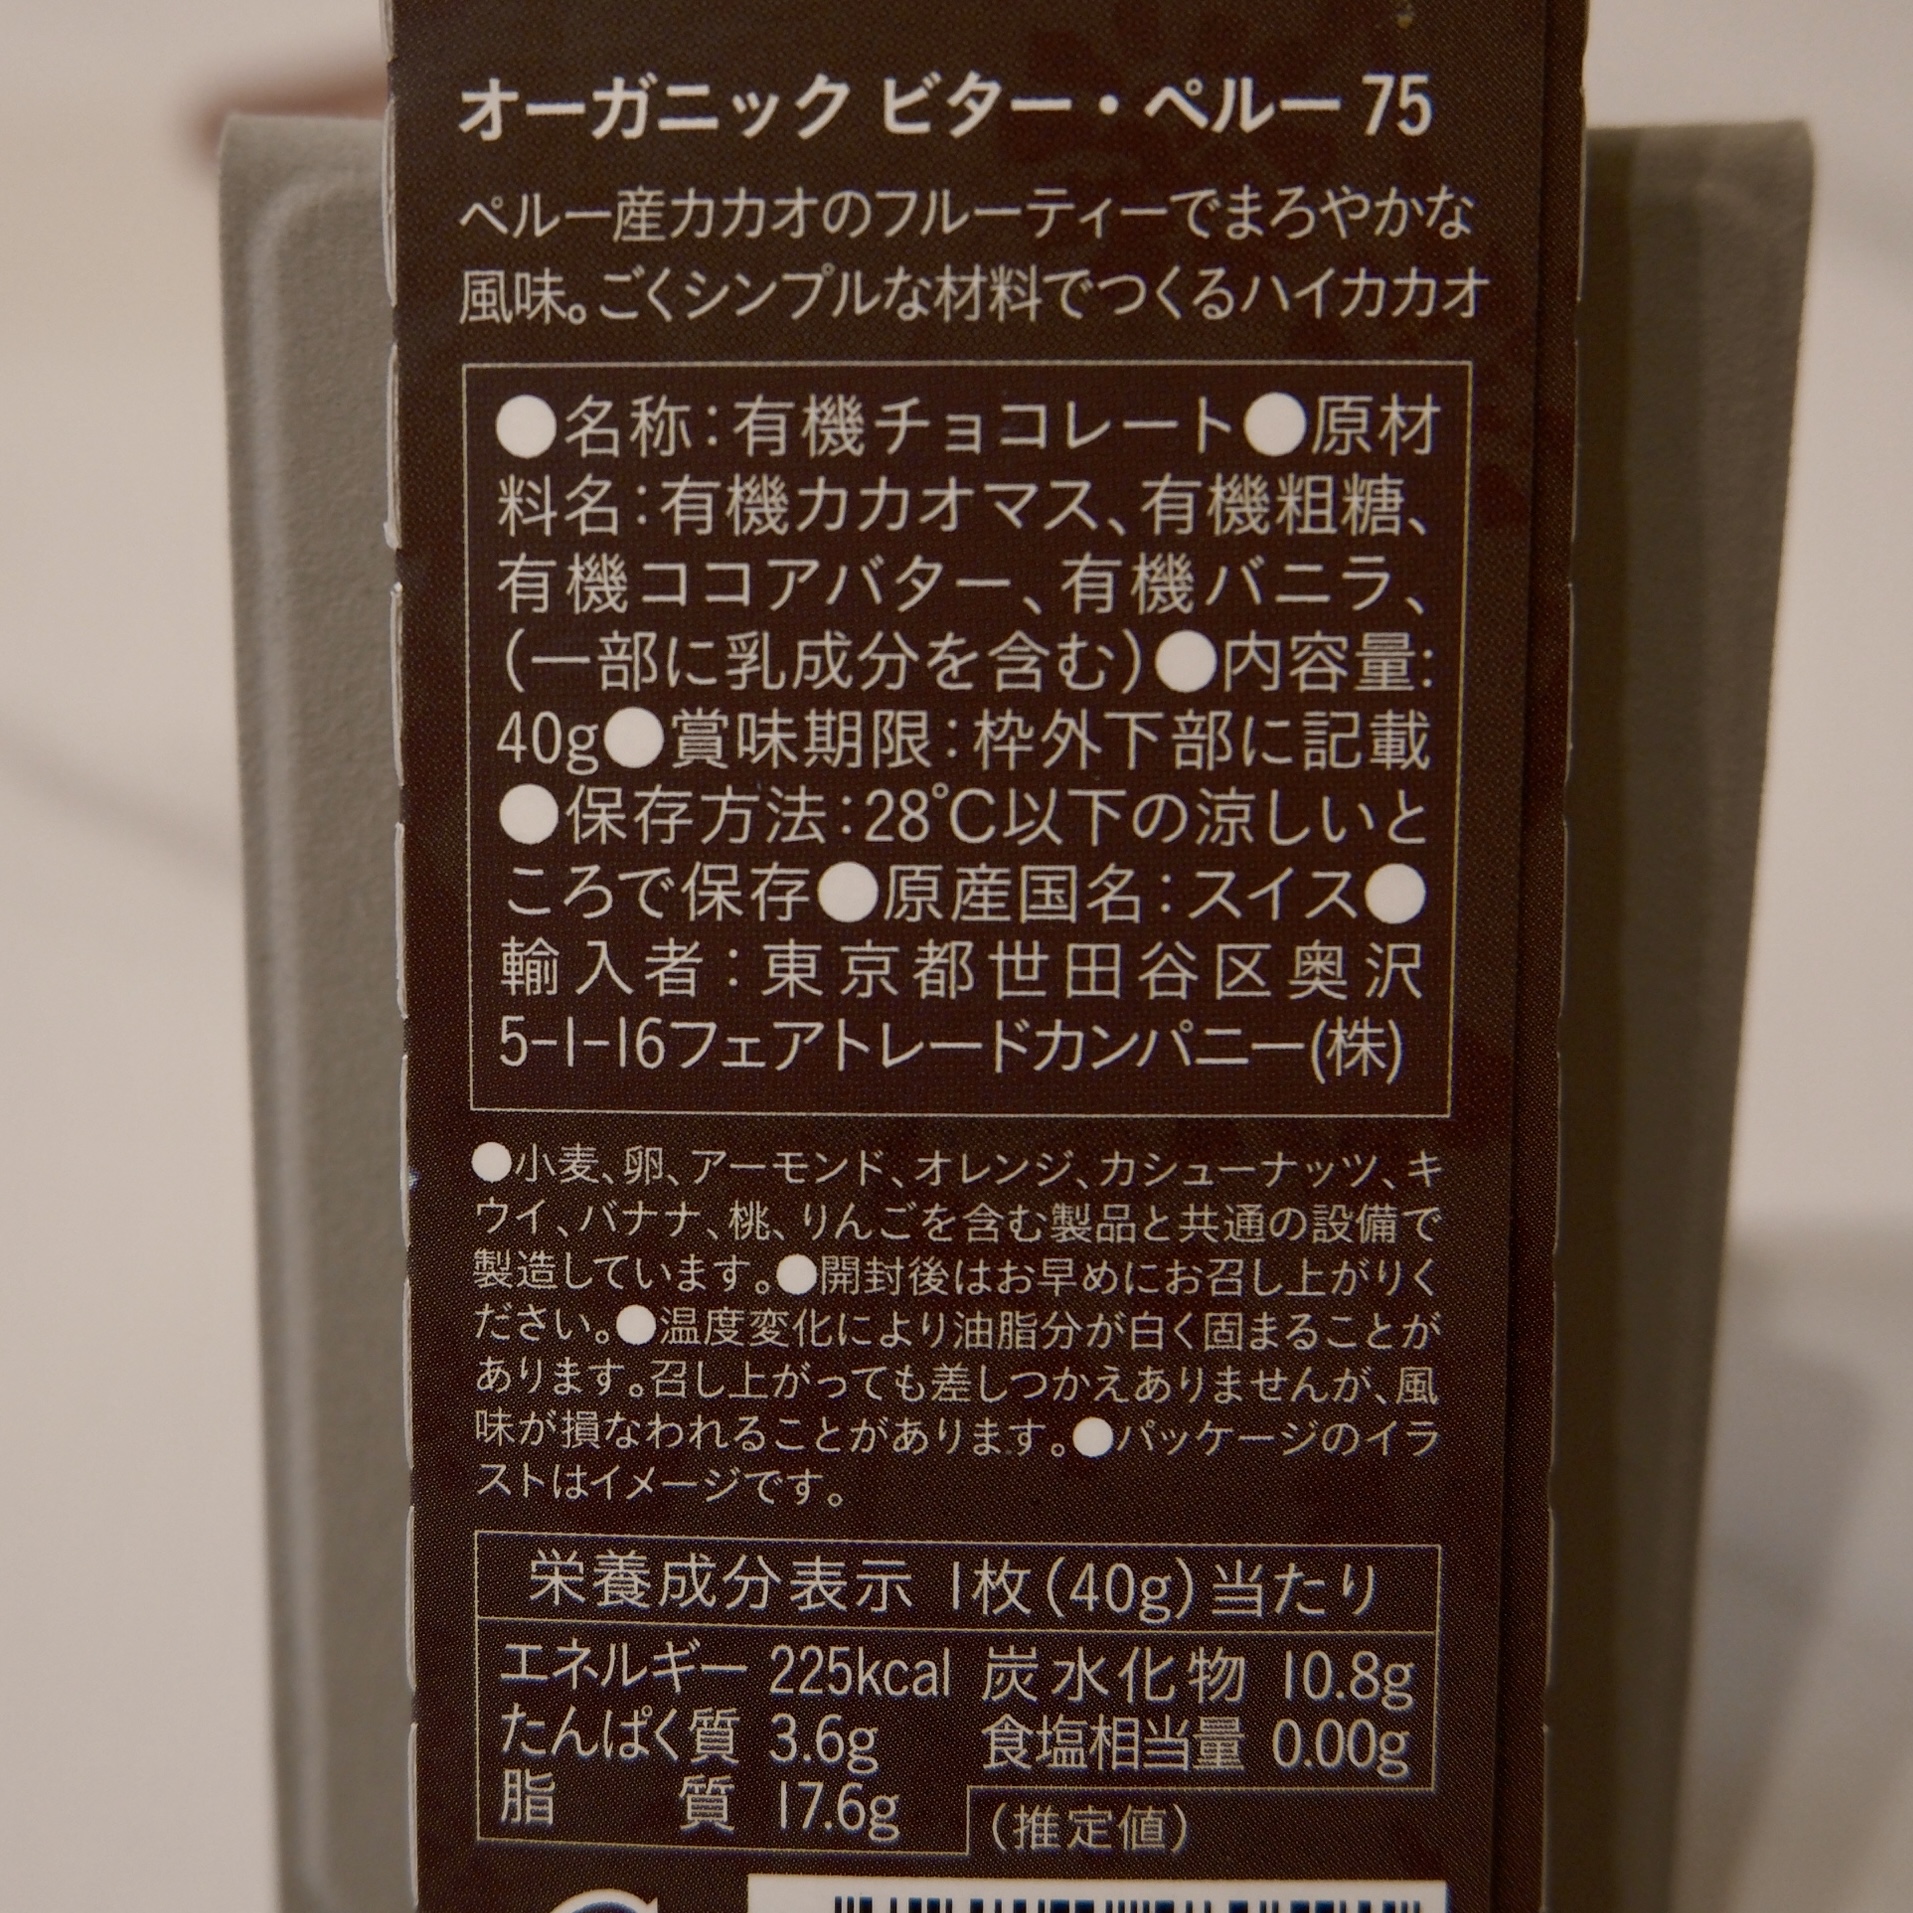 オーガニック ビター・ペルー 75
ペルー産カカオのフルーティーでまろやかな
風味。ごくシンプルな材料でつくるハイカカオ
●名称：有機チョコレート●原材
料名：有機カカオマス、有機粗糖、
有機ココアバター、有機バニラ、
（一部に乳成分を含む）●内容量：
40g●賞味期限：枠外下部に記載
●保存方法：28℃以下の涼しいと
ころで保存●原産国名：スイス●
輸入者：東京都世田谷区奥沢
5-1-16フェアトレードカンパニー(株)
●小麦、卵、アーモンド、オレンジ、カシューナッツ、キ
ウイ、バナナ、桃、りんごを含む製品と共通の設備で
製造しています。●開封後はお早めにお召し上がりく
ださい。●温度変化により油脂分が白く固まることが
あります。召し上がっても差しつかえありませんが、風
味が損なわれることがあります。●パッケージのイラ
ストはイメージです。
栄養成分表示 1枚（40g）当たり
エネルギー 225kcal 炭水化物 10.8g
たんぱく質 3.6g 食塩相当量 0.00g
脂質 17.6g
（推定値）